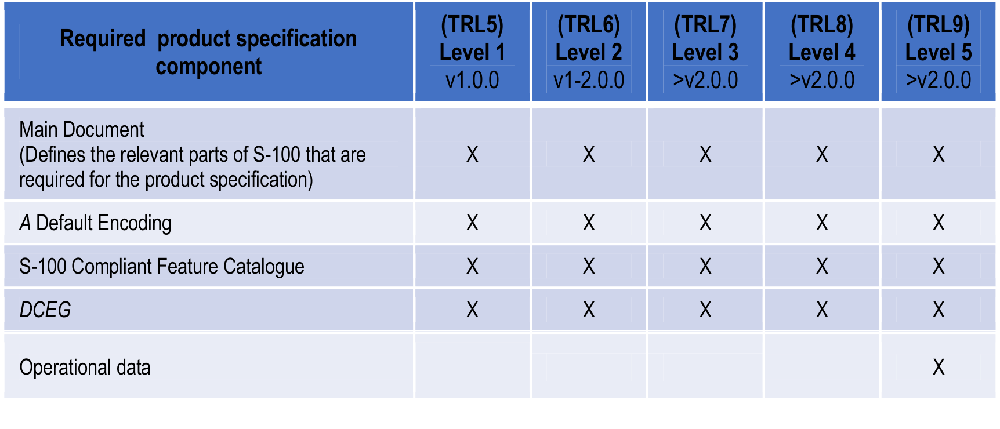 Required product specification component
(TRL5) Level 1 v1.0.0
(TRL6) Level 2 v1-2.0.0
(TRL7) Level 3 >v2.0.0
(TRL8) Level 4 >v2.0.0
(TRL9) Level 5 >v2.0.0
Main Document
(Defines the relevant parts of S-100 that are
required for the product specification)
X X X X X
A Default Encoding X X X X X
S-100 Compliant Feature Catalogue X X X X X
DCEG X X X X X
Operational data X